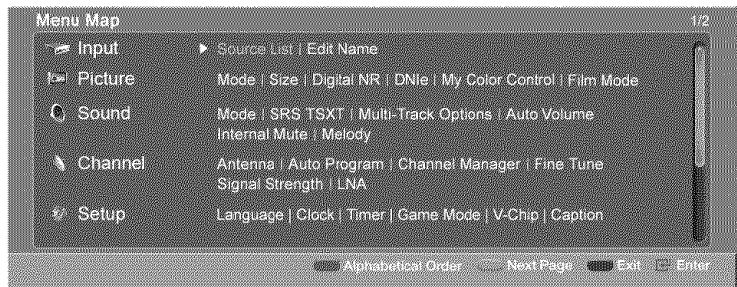 Menu Map 1/2
Input Source List | Edit Name
Picture Mode | Size | Digital NR | DNIe | My Color Control | Film Mode
Sound Mode | SRS TSXT | Multi-Track Options | Auto Volume
Internal Mute | Melody
Channel Antenna | Auto Program | Channel Manager | Fine Tune
Signal Strength | LNA
Setup Language | Clock | Timer | Game Mode | V-Chip | Caption
Alphabetical Order Next Page Exit Enter